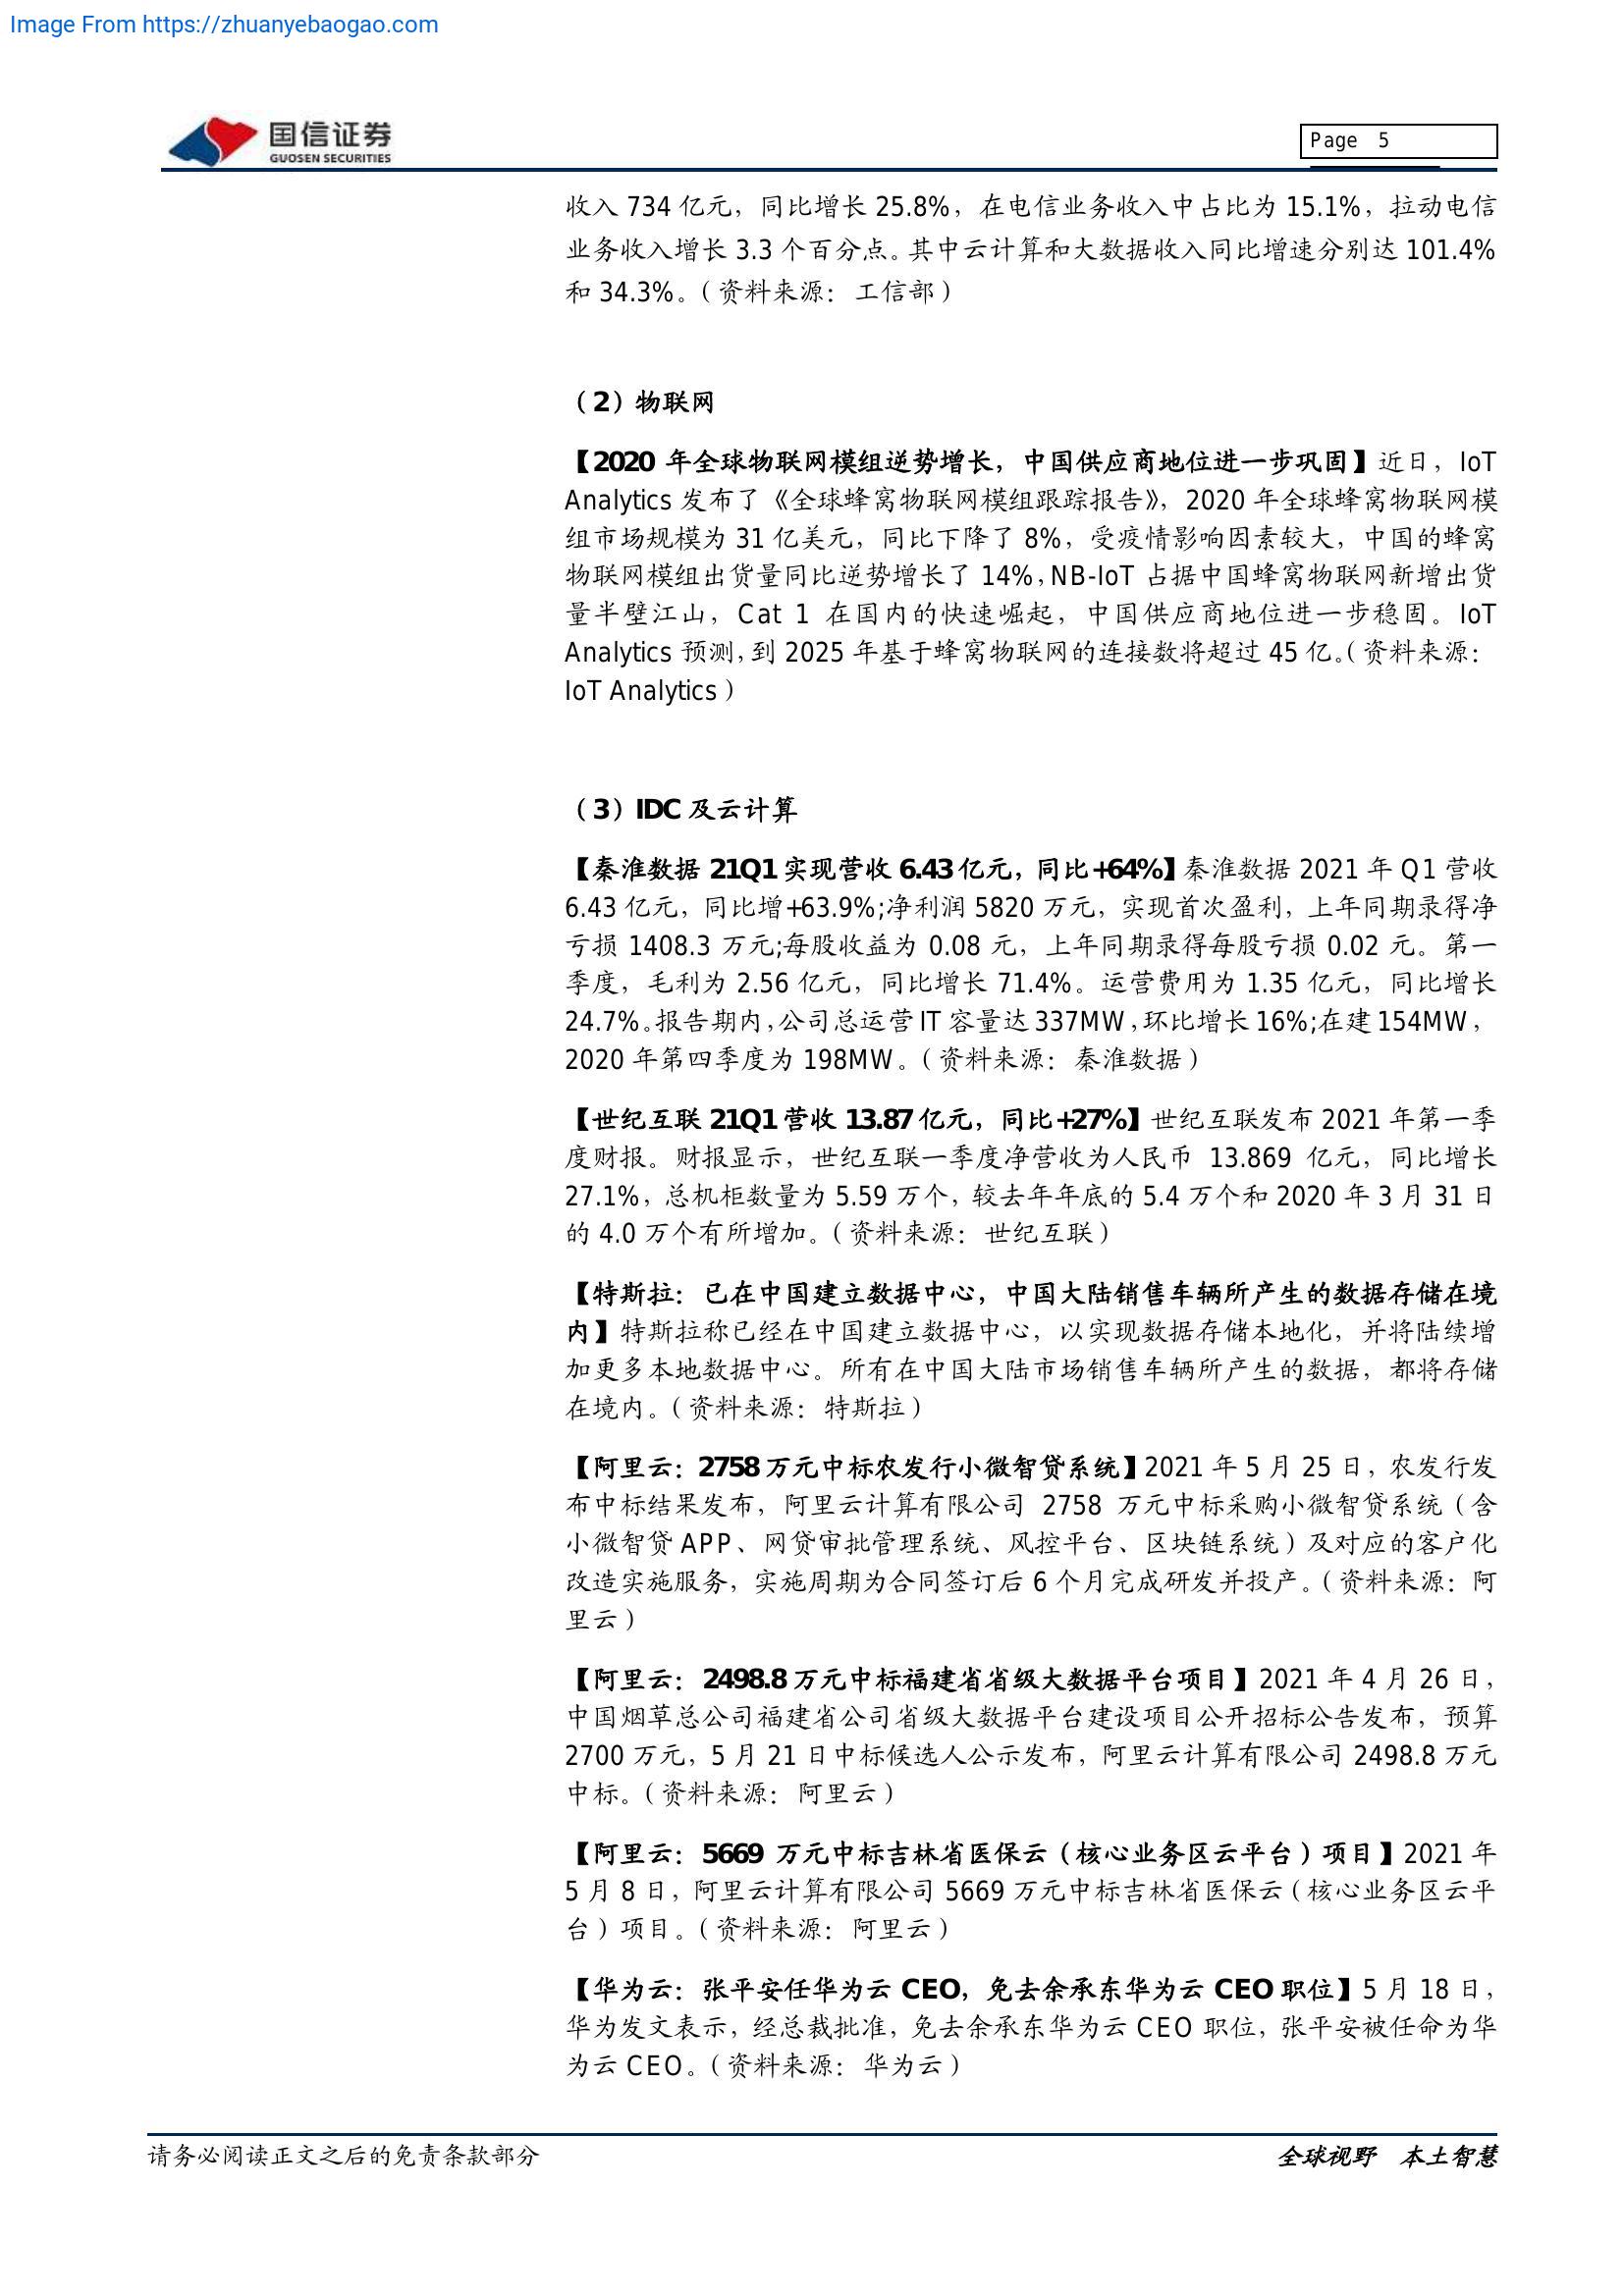 Image From https://zhuanyebaogao.com
国信证券
GUOSEN SECURITIES
Page 5
收入 734 亿元，同比增长 25.8%，在电信业务收入中占比为 15.1%，拉动电信
业务收入增长 3.3 个百分点。其中云计算和大数据收入同比增速分别达 101.4%
和 34.3%。（资料来源：工信部）
（2）物联网
【2020 年全球物联网模组逆势增长，中国供应商地位进一步巩固】近日，IoT
Analytics 发布了《全球蜂窝物联网模组跟踪报告》，2020 年全球蜂窝物联网模
组市场规模为 31 亿美元，同比下降了 8%，受疫情影响因素较大，中国的蜂窝
物联网模组出货量同比逆势增长了 14%，NB-IoT 占据中国蜂窝物联网新增出货
量半壁江山，Cat 1 在国内的快速崛起，中国供应商地位进一步稳固。IoT
Analytics 预测，到 2025 年基于蜂窝物联网的连接数将超过 45 亿。（资料来源：
IoT Analytics）
（3）IDC 及云计算
【秦淮数据 21Q1 实现营收 6.43 亿元，同比+64%】秦淮数据 2021 年 Q1 营收
6.43 亿元，同比增+63.9%;净利润 5820 万元，实现首次盈利，上年同期录得净
亏损 1408.3 万元;每股收益为 0.08 元，上年同期录得每股亏损 0.02 元。第一
季度，毛利为 2.56 亿元，同比增长 71.4%。运营费用为 1.35 亿元，同比增长
24.7%。报告期内，公司总运营 IT 容量达 337MW，环比增长 16%;在建 154MW，
2020 年第四季度为 198MW。（资料来源：秦淮数据）
【世纪互联 21Q1 营收 13.87 亿元，同比+27%】世纪互联发布 2021 年第一季
度财报。财报显示，世纪互联一季度净营收为人民币 13.869 亿元，同比增长
27.1%，总机柜数量为 5.59 万个，较去年年底的 5.4 万个和 2020 年 3 月 31 日
的 4.0 万个有所增加。（资料来源：世纪互联）
【特斯拉：已在中国建立数据中心，中国大陆销售车辆所产生的数据存储在境
内】特斯拉称已经在中国建立数据中心，以实现数据存储本地化，并将陆续增
加更多本地数据中心。所有在中国大陆市场销售车辆所产生的数据，都将存储
在境内。（资料来源：特斯拉）
【阿里云：2758 万元中标农发行小微智贷系统】2021 年 5 月 25 日，农发行发
布中标结果发布，阿里云计算有限公司 2758 万元中标采购小微智贷系统（含
小微智贷 APP、网贷审批管理系统、风控平台、区块链系统）及对应的客户化
改造实施服务，实施周期为合同签订后 6 个月完成研发并投产。（资料来源：阿
里云）
【阿里云：2498.8 万元中标福建省省级大数据平台项目】2021 年 4 月 26 日，
中国烟草总公司福建省公司省级大数据平台建设项目公开招标公告发布，预算
2700 万元，5 月 21 日中标候选人公示发布，阿里云计算有限公司 2498.8 万元
中标。（资料来源：阿里云）
【阿里云：5669 万元中标吉林省医保云（核心业务区云平台）项目】2021 年
5 月 8 日，阿里云计算有限公司 5669 万元中标吉林省医保云（核心业务区云平
台）项目。（资料来源：阿里云）
【华为云：张平安任华为云 CEO，免去余承东华为云 CEO 职位】5 月 18 日，
华为发文表示，经总裁批准，免去余承东华为云 CEO 职位，张平安被任命为华
为云 CEO。（资料来源：华为云）
请务必阅读正文之后的免责条款部分
全球视野 本土智慧